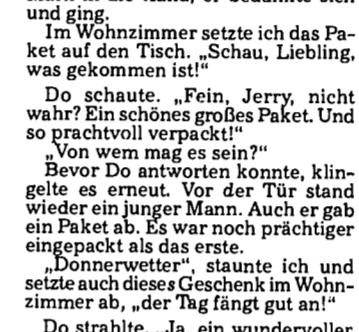 und ging.
Im Wohnzimmer setzte ich das Pa-
ket auf den Tisch. „Schau, Liebling,
was gekommen ist!“
Do schaute. „Fein, Jerry, nicht
wahr? Ein schönes großes Paket. Und
so prachtvoll verpackt!“
„Von wem mag es sein?“
Bevor Do antworten konnte, klin-
gelte es erneut. Vor der Tür stand
wieder ein junger Mann. Auch er gab
ein Paket ab. Es war noch prächtiger
eingepackt als das erste.
„Donnerwetter“, staunte ich und
setzte auch dieses Geschenk im Wohn-
zimmer ab, „der Tag fängt gut an!“
Do strahlte. „Ja, ein wundervoller